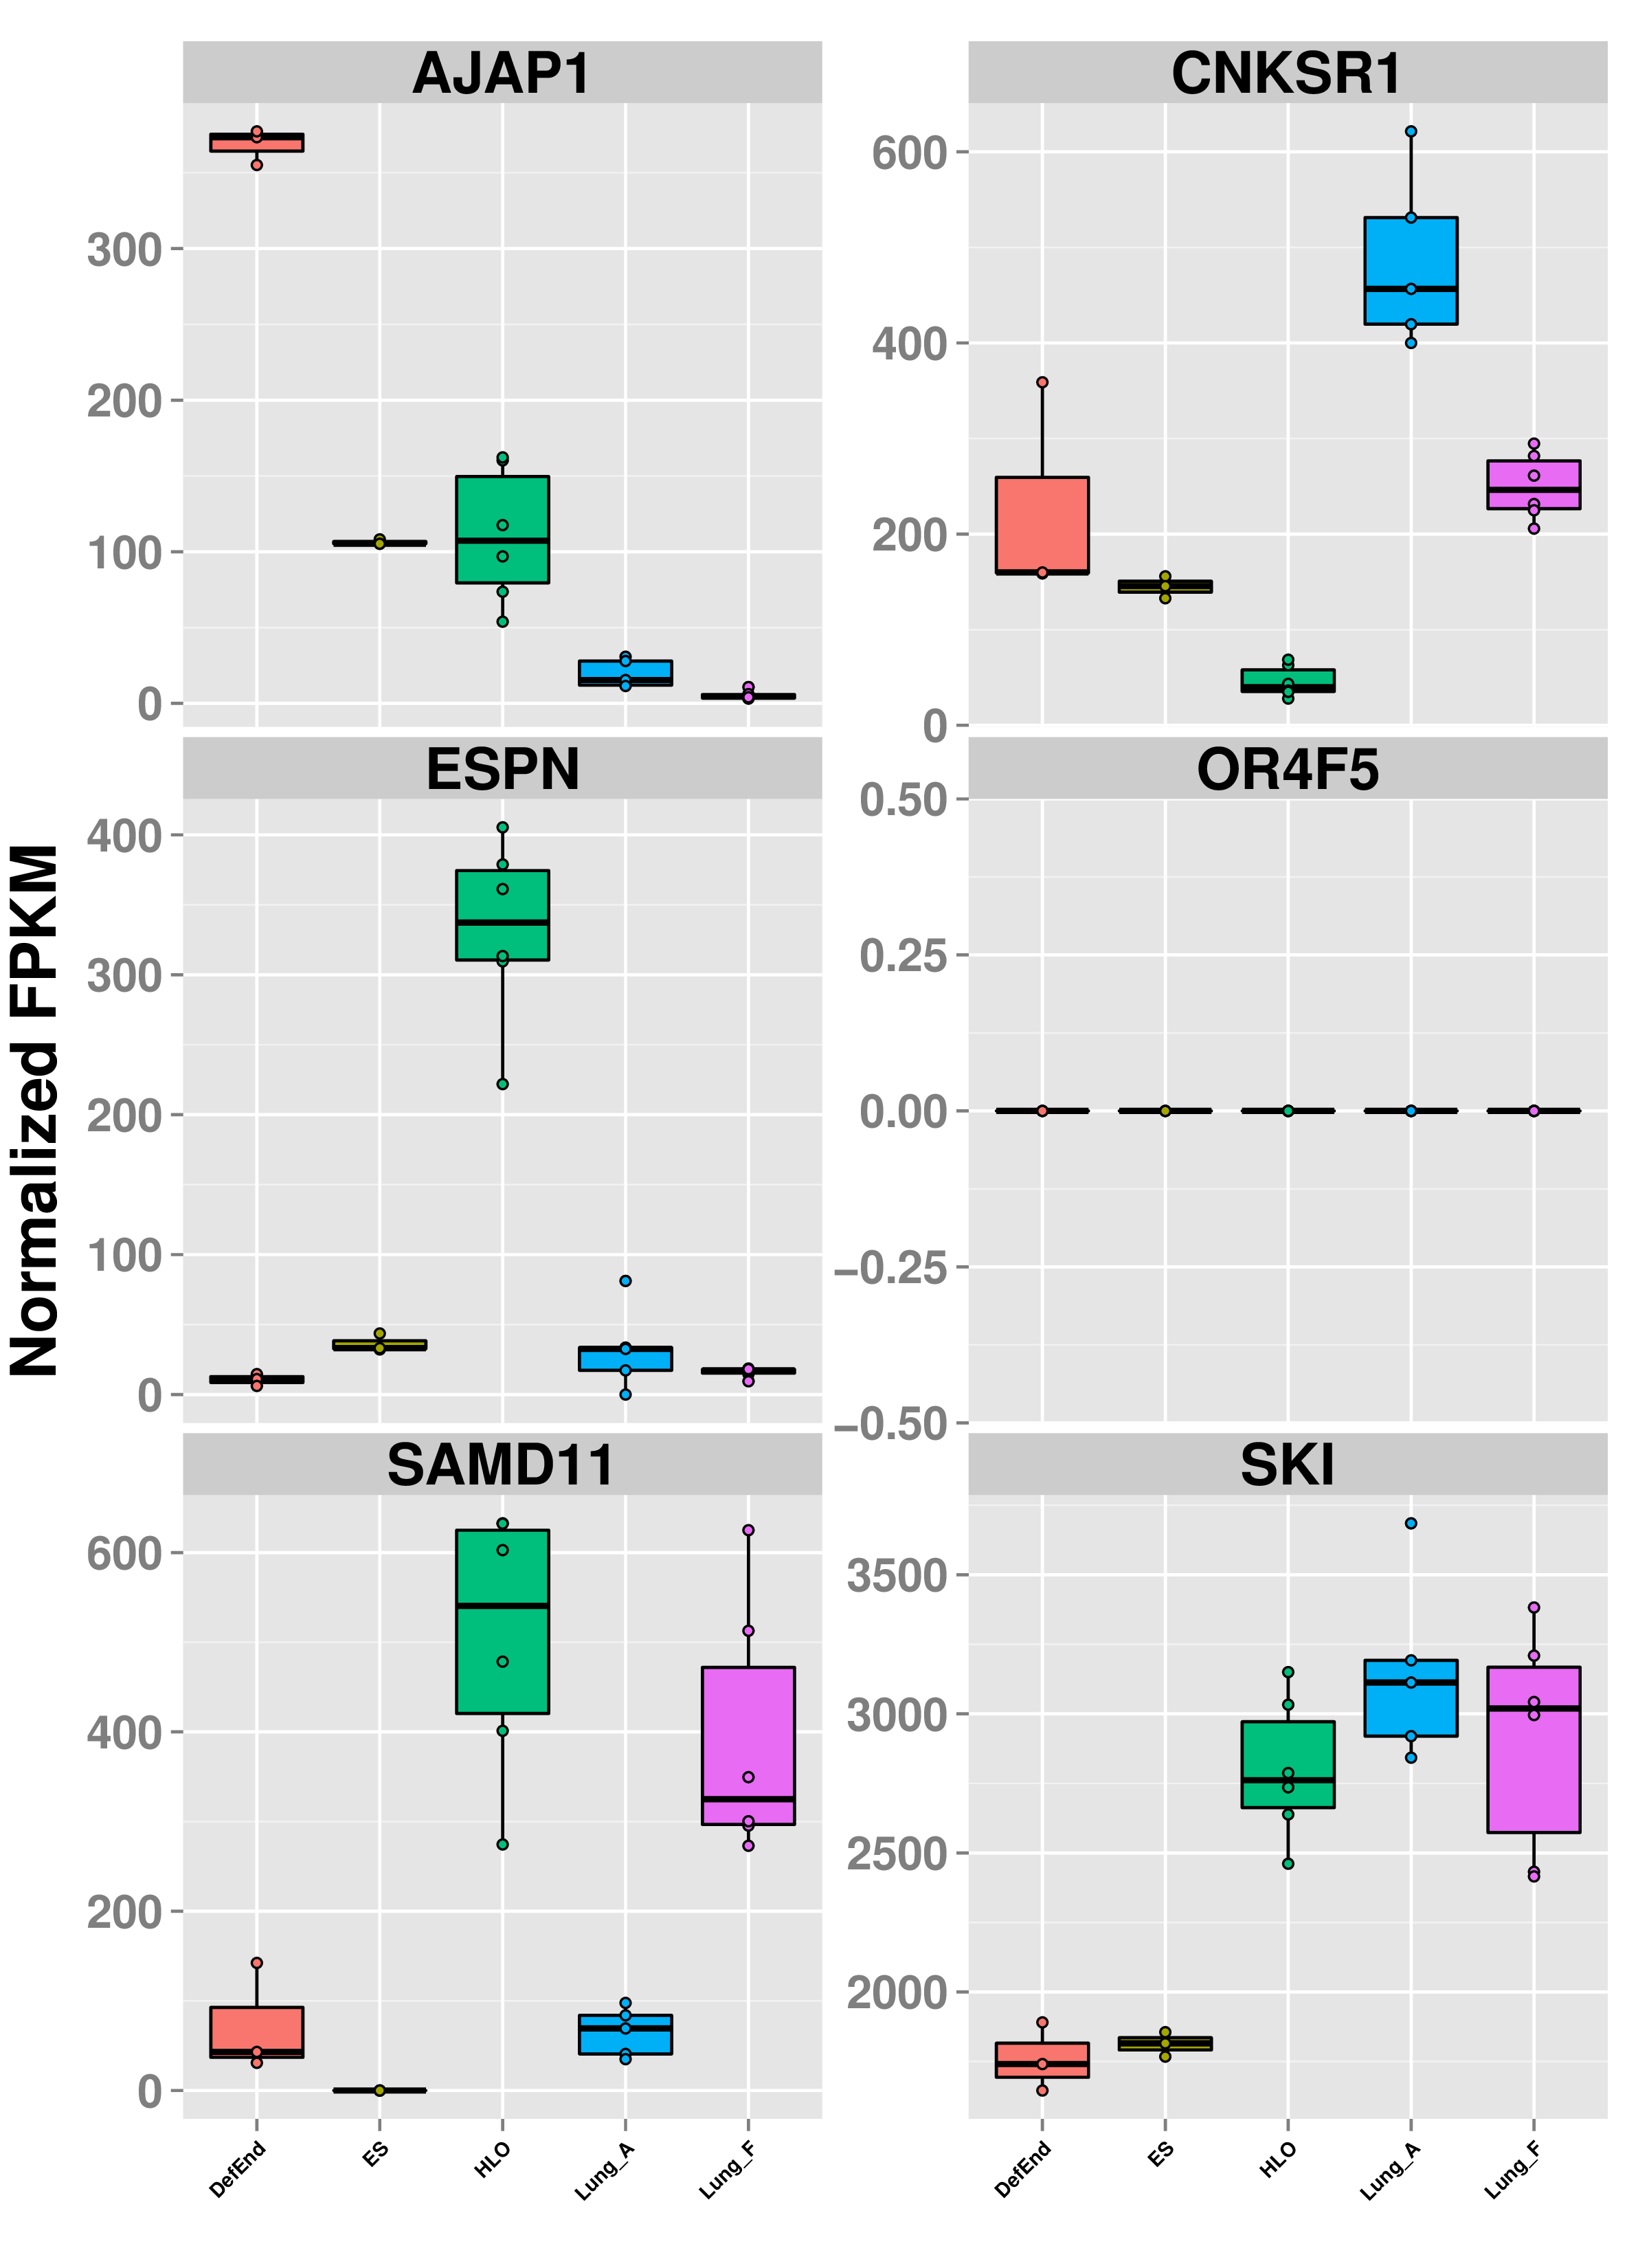 AJAP1
300
200
100
0
CNKSR1
600
400
200
0
Normalized FPKM
ESPN
400
300
200
100
0
OR4F5
0.50
0.25
0.00
−0.25
−0.50
SAMD11
600
400
200
0
SKI
3500
3000
2500
2000
DefEnd
ES
HLO
Lung_A
Lung_F
DefEnd
ES
HLO
Lung_A
Lung_F